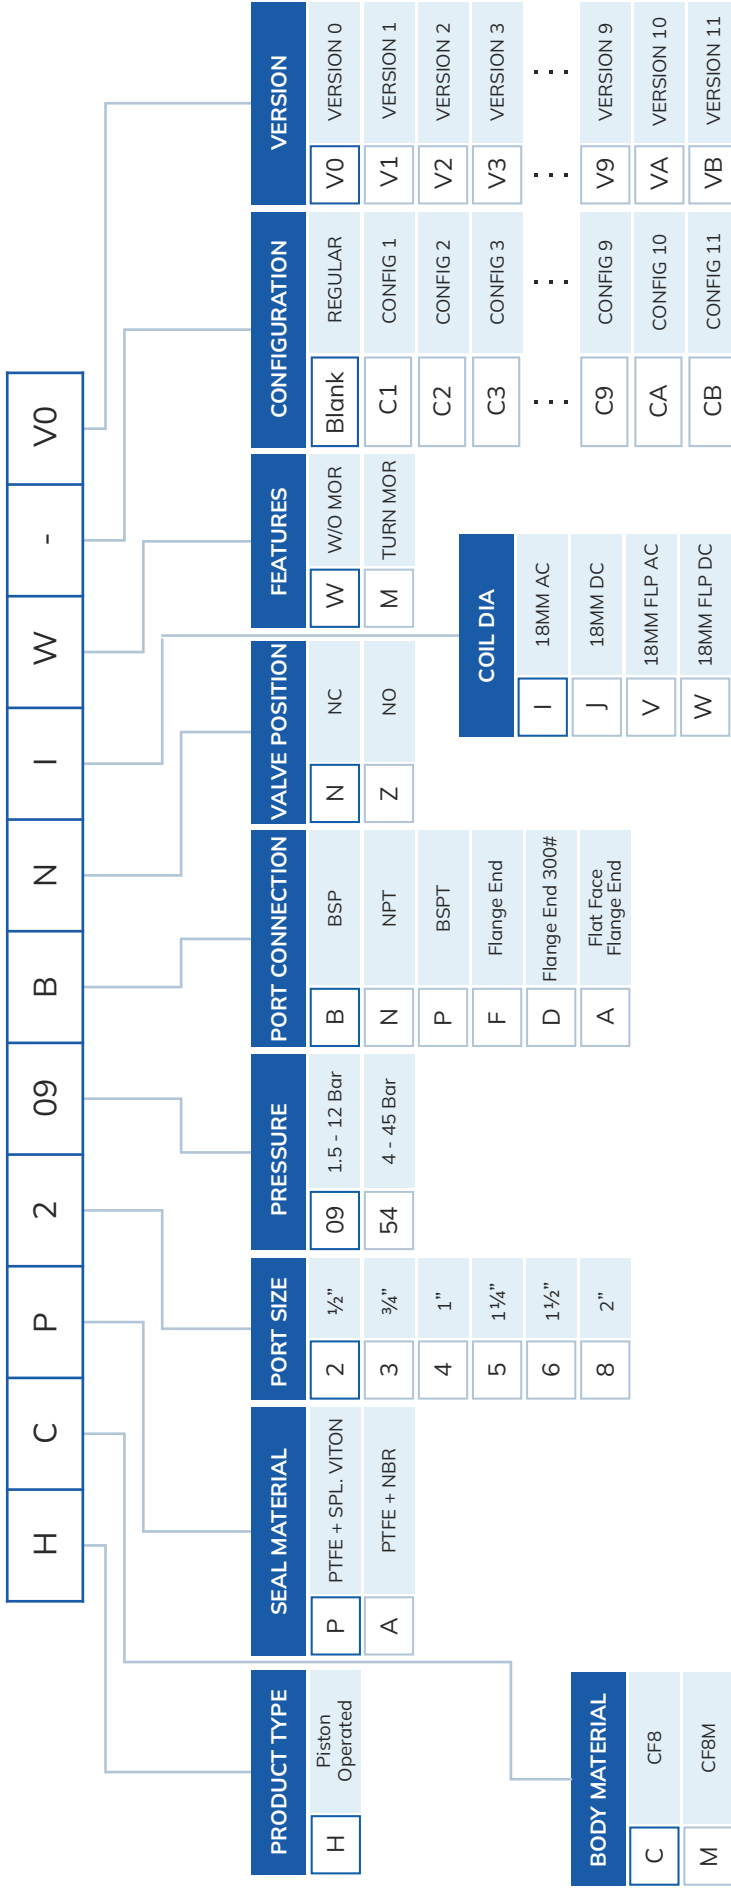 H C P 2 09 B N I W - V0
PRODUCT TYPE
H Piston
Operated
BODY MATERIAL
C CF8
M CF8M
SEAL MATERIAL
P PTFE + SPL. VITON
A PTFE + NBR
PORT SIZE
2 ½”
3 ¾”
4 1”
5 1¼”
6 1½”
8 2”
PRESSURE
09 1.5 - 12 Bar
54 4 - 45 Bar
PORT CONNECTION
B BSP
N NPT
P BSPT
F Flange End
D Flange End 300#
A Flat Face
Flange End
VALVE POSITION
N NC
Z NO
COIL DIA
I 18MM AC
J 18MM DC
V 18MM FLP AC
W 18MM FLP DC
FEATURES
W W/O MOR
M TURN MOR
CONFIGURATION
Blank REGULAR
C1 CONFIG 1
C2 CONFIG 2
C3 CONFIG 3
... ...
C9 CONFIG 9
CA CONFIG 10
CB CONFIG 11
VERSION
V0 VERSION 0
V1 VERSION 1
V2 VERSION 2
V3 VERSION 3
... ...
V9 VERSION 9
VA VERSION 10
VB VERSION 11